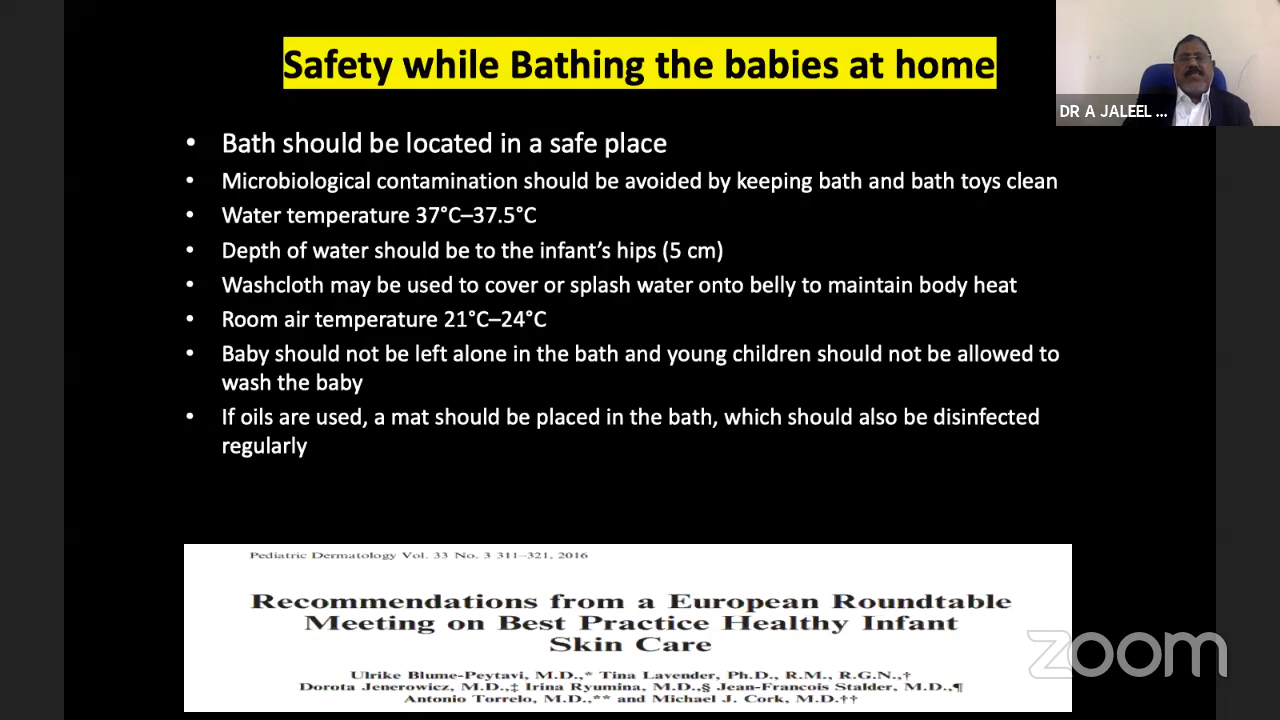 Safety while Bathing the babies at home
DR A JALEEL ...
• Bath should be located in a safe place
• Microbiological contamination should be avoided by keeping bath and bath toys clean
• Water temperature 37°C–37.5°C
• Depth of water should be to the infant's hips (5 cm)
• Washcloth may be used to cover or splash water onto belly to maintain body heat
• Room air temperature 21°C–24°C
• Baby should not be left alone in the bath and young children should not be allowed to
wash the baby
• If oils are used, a mat should be placed in the bath, which should also be disinfected
regularly
Pediatric Dermatology Vol. 33 No. 3 311–321, 2016
Recommendations from a European Roundtable
Meeting on Best Practice Healthy Infant
Skin Care
Ulrike Blume-Peytavi, M.D.,* Tina Lavender, Ph.D., R.M., R.G.N.,†
Dorota Jenerowicz, M.D.,‡ Irina Ryumina, M.D.,§ Jean-Francois Stalder, M.D.,¶
Antonio Torrelo, M.D.,** and Michael J. Cork, M.D.††
zoom